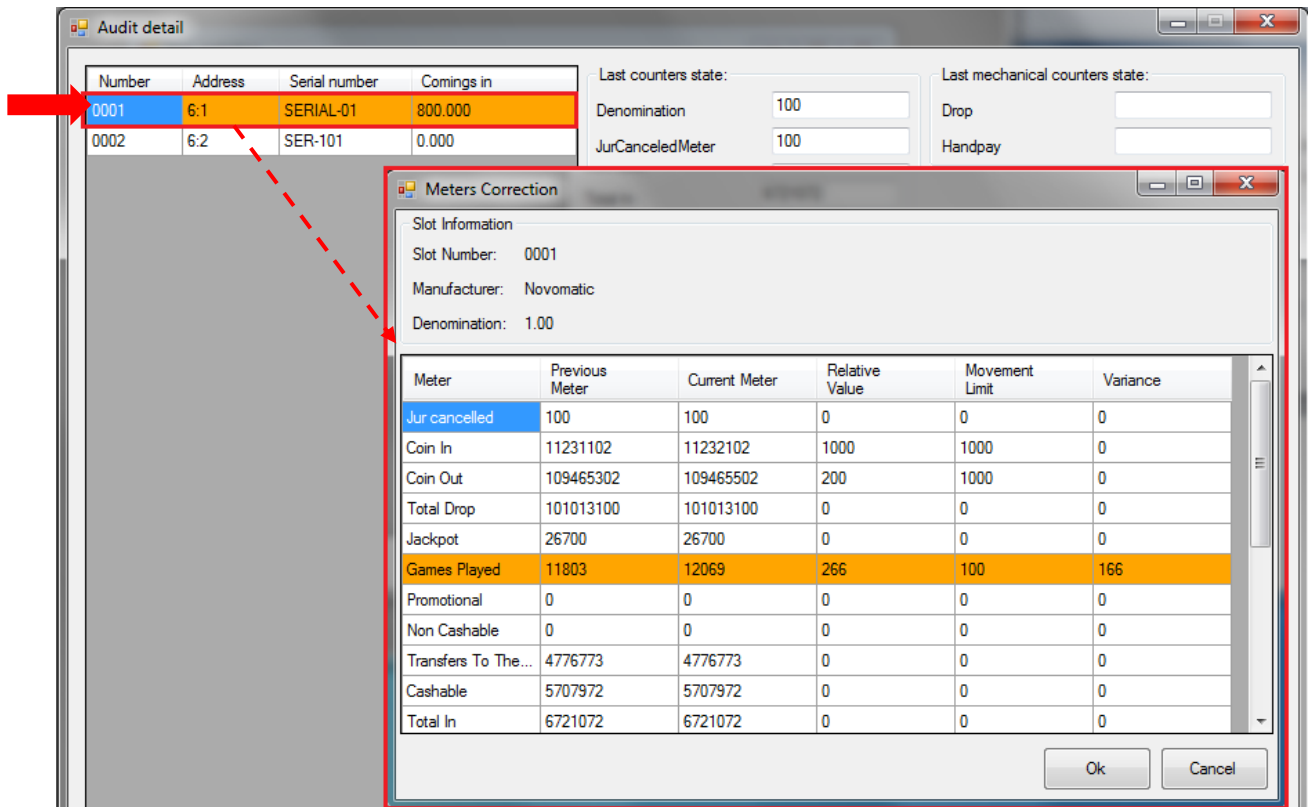 Audit detail
Number Address Serial number Comings in
0001 6:1 SERIAL-01 800.000
0002 6:2 SER-101 0.000
Last counters state:
Denomination 100
JurCanceledMeter 100
Last mechanical counters state:
Drop
Handpay
Meters Correction
Slot Information
Slot Number: 0001
Manufacturer: Novomatic
Denomination: 1.00
Meter Previous Meter Current Meter Relative Value Movement Limit Variance
Jur cancelled 100 100 0 0 0
Coin In 11231102 11232102 1000 1000 0
Coin Out 109465302 109465502 200 1000 0
Total Drop 101013100 101013100 0 0 0
Jackpot 26700 26700 0 0 0
Games Played 11803 12069 266 100 166
Promotional 0 0 0 0 0
Non Cashable 0 0 0 0 0
Transfers To The... 4776773 4776773 0 0 0
Cashable 5707972 5707972 0 0 0
Total In 6721072 6721072 0 0 0
Ok Cancel